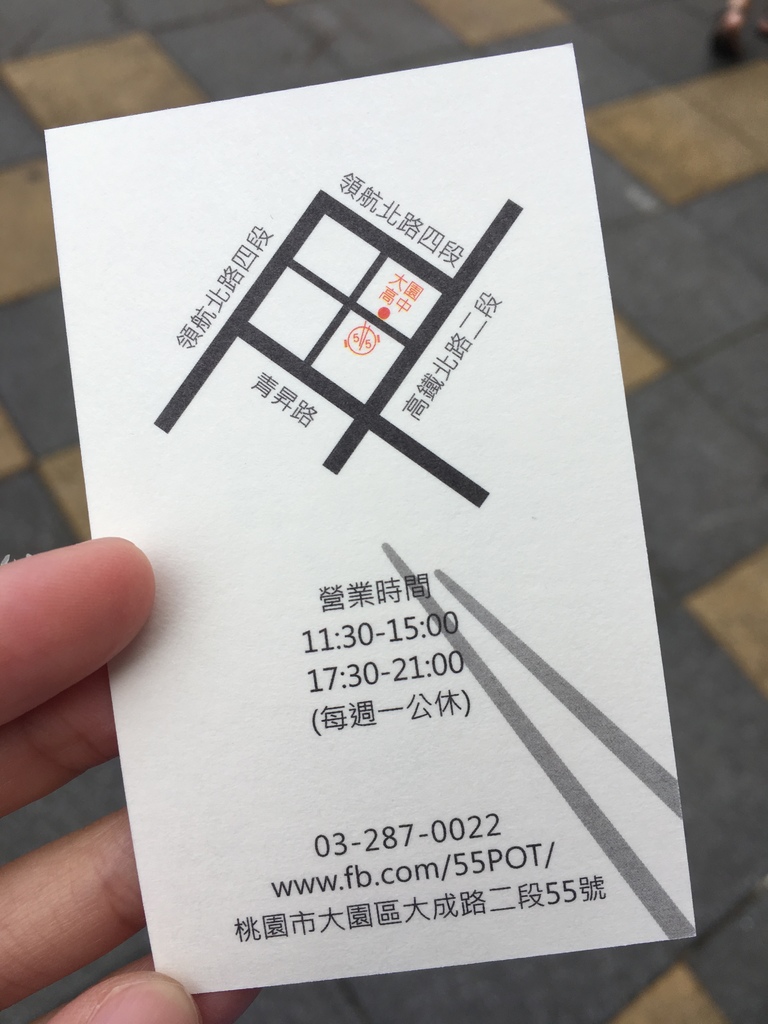 領航北路四段
領航北路四段
大園
高中
55
高鐵北路二段
青昇路
營業時間
11:30-15:00
17:30-21:00
(每週一公休)
03-287-0022
www.fb.com/55POT/
桃園市大園區大成路二段55號